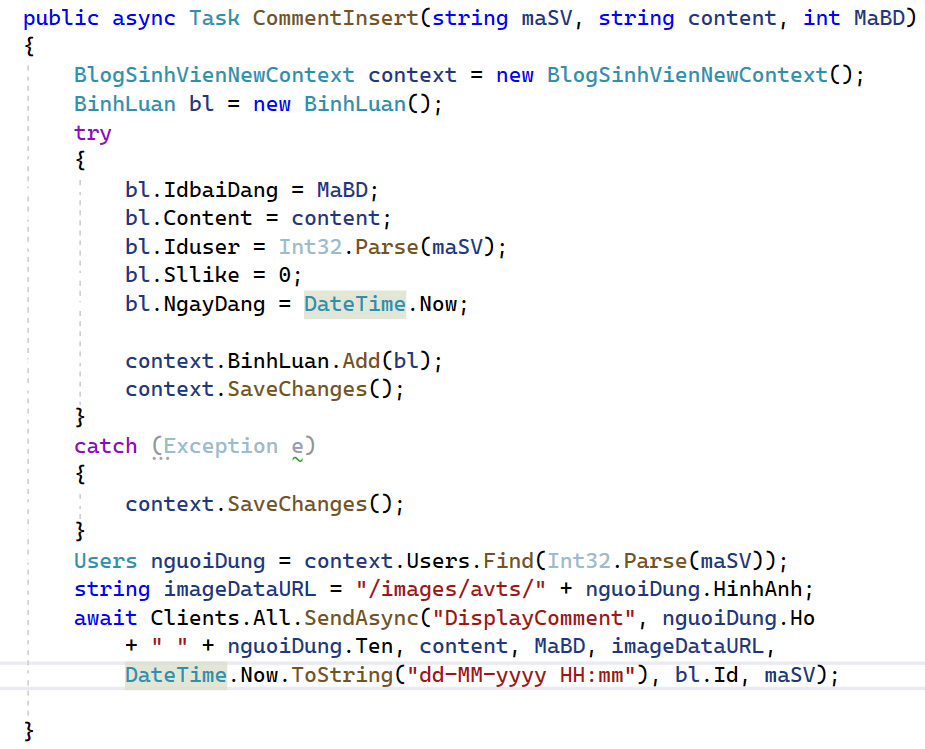 public async Task CommentInsert(string maSV, string content, int MaBD)
{
    BlogSinhVienNewContext context = new BlogSinhVienNewContext();
    BinhLuan bl = new BinhLuan();
    try
    {
        bl.IdbaiDang = MaBD;
        bl.Content = content;
        bl.Iduser = Int32.Parse(maSV);
        bl.Sllike = 0;
        bl.NgayDang = DateTime.Now;

        context.BinhLuan.Add(bl);
        context.SaveChanges();
    }
    catch (Exception e)
    {
        context.SaveChanges();
    }
    Users nguoiDung = context.Users.Find(Int32.Parse(maSV));
    string imageDataURL = "/images/avts/" + nguoiDung.HinhAnh;
    await Clients.All.SendAsync("DisplayComment", nguoiDung.Ho
        + " " + nguoiDung.Ten, content, MaBD, imageDataURL,
        DateTime.Now.ToString("dd-MM-yyyy HH:mm"), bl.Id, maSV);

}